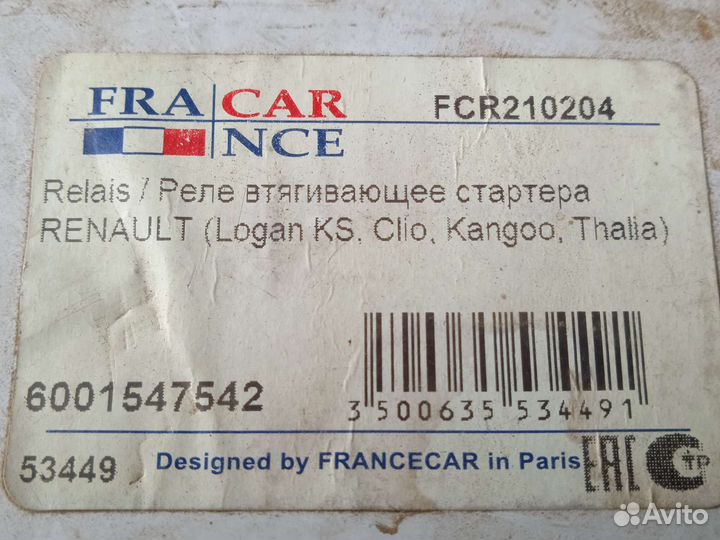 FRA CAR
NCE
FCR210204
Relais / Реле втягивающее стартера
RENAULT (Logan KS, Clio, Kangoo, Thalia)
6001547542
3 500635 534491
53449
Designed by FRANCECAR in Paris
EAC
ТР
Avito